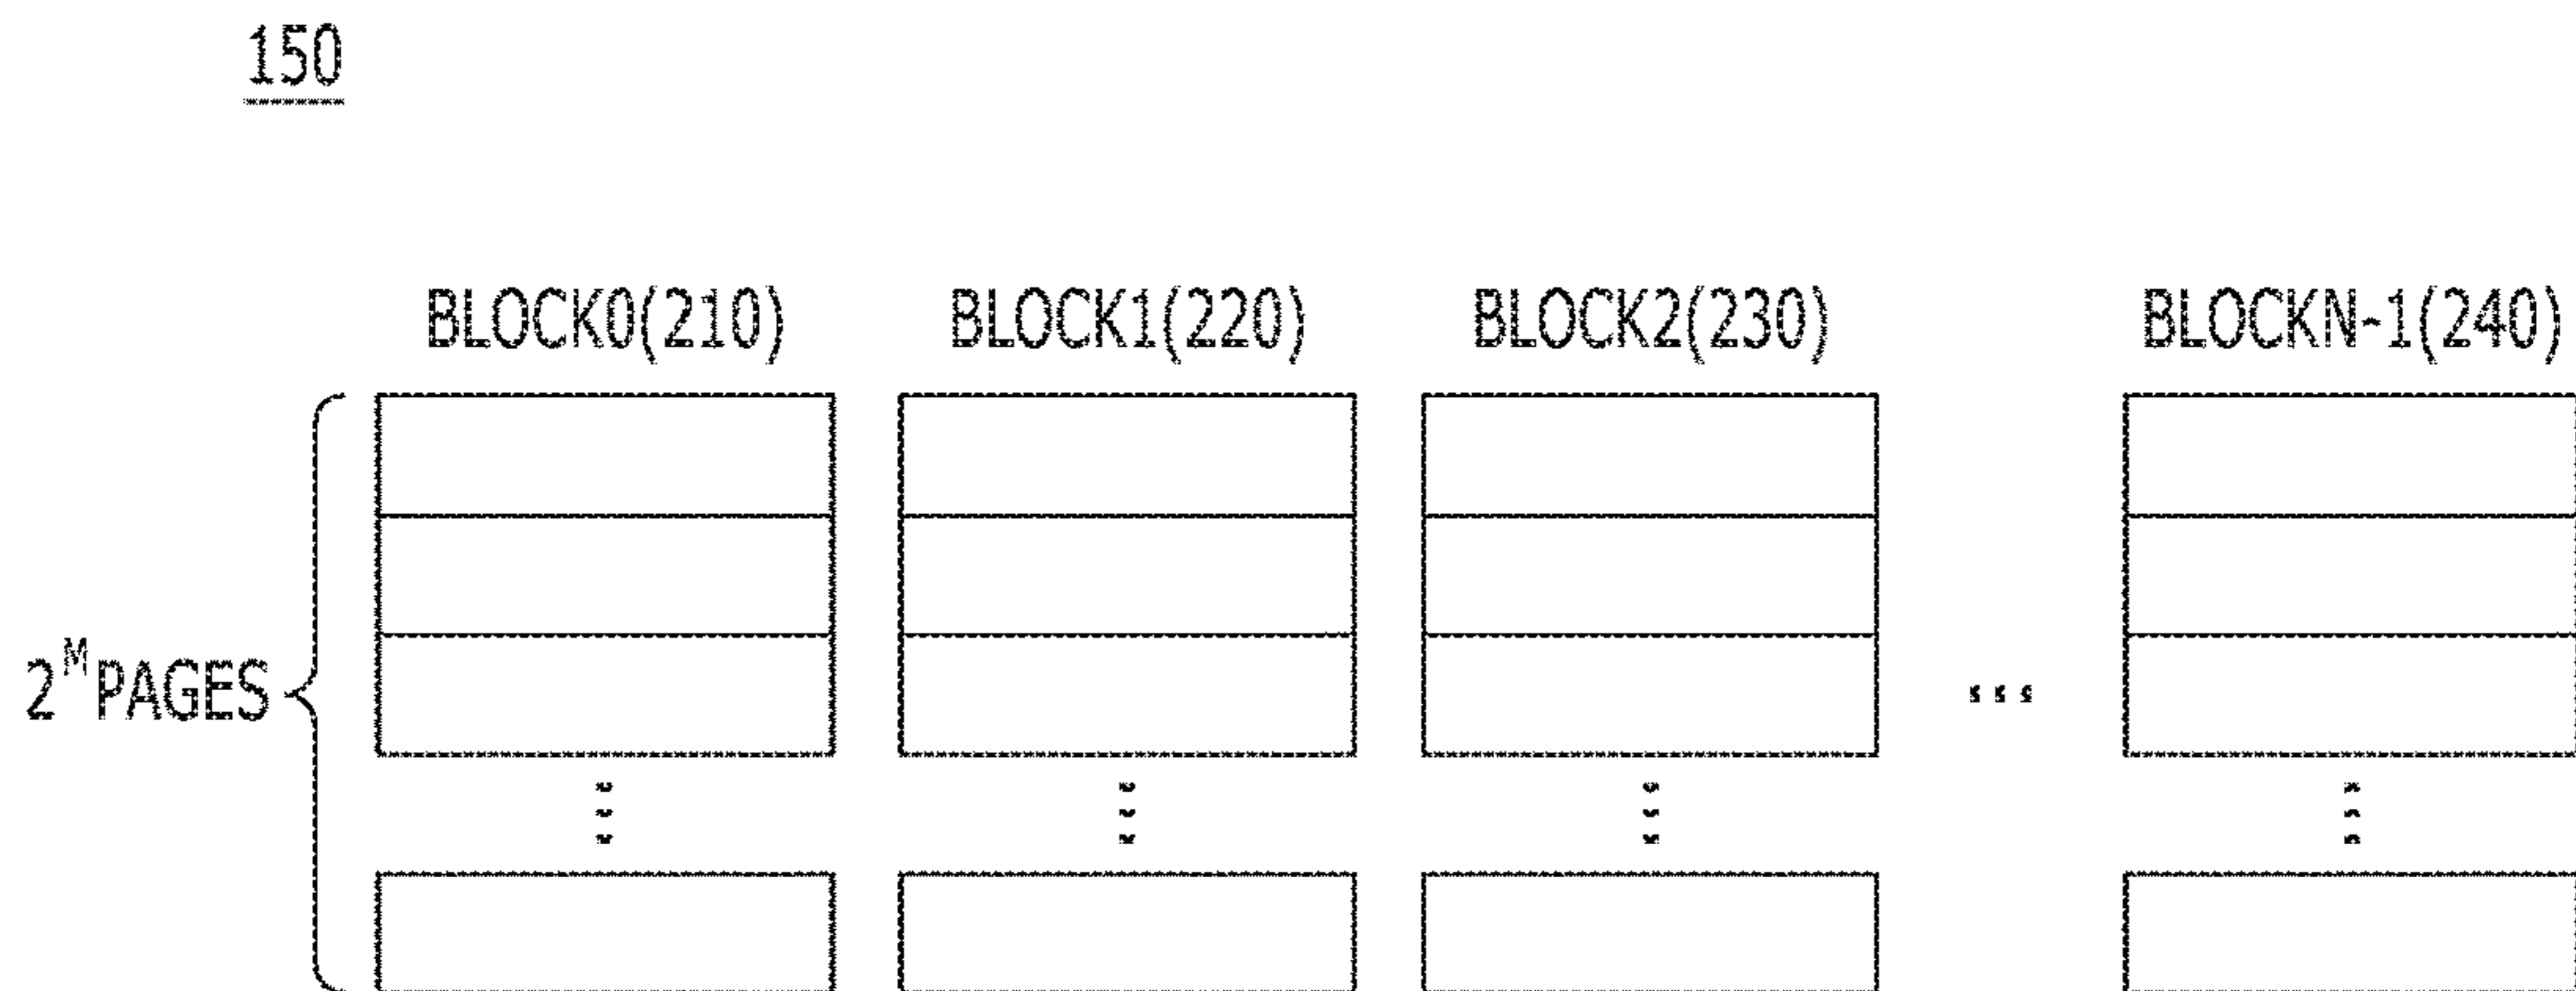 150
BLOCK0(210) BLOCK1(220) BLOCK2(230) BLOCKN-1(240)
2^M PAGES
...